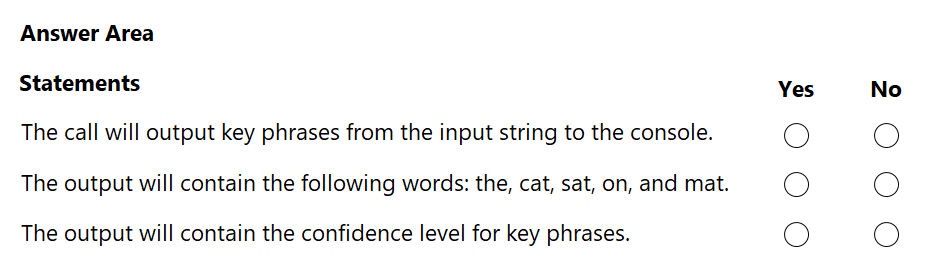 Answer Area
Statements Yes No
The call will output key phrases from the input string to the console.
The output will contain the following words: the, cat, sat, on, and mat.
The output will contain the confidence level for key phrases.